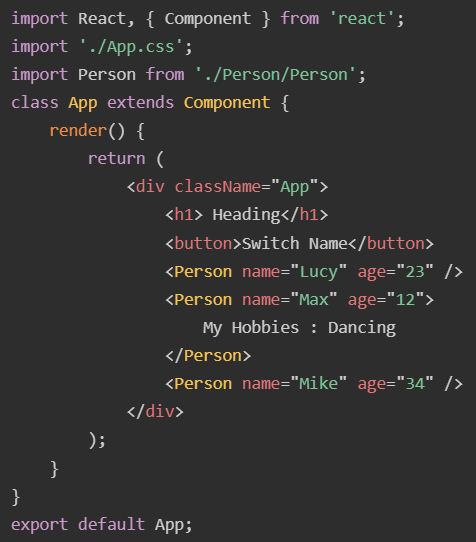 import React, { Component } from 'react';
import './App.css';
import Person from './Person/Person';
class App extends Component {
    render() {
        return (
            <div className="App">
                <h1> Heading</h1>
                <button>Switch Name</button>
                <Person name="Lucy" age="23" />
                <Person name="Max" age="12">
                    My Hobbies : Dancing
                </Person>
                <Person name="Mike" age="34" />
            </div>
        );
    }
}
export default App;